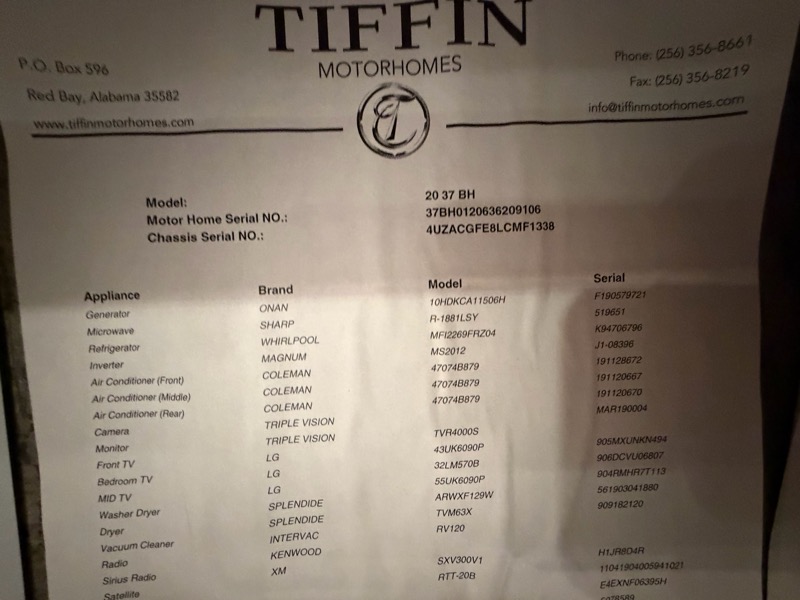 TIFFIN
MOTORHOMES
P.O. Box 596
Red Bay, Alabama 35582
www.tiffinmotorhomes.com
Phone: (256) 356-8661
Fax: (256) 356-8219
info@tiffinmotorhomes.com
T
Model: 20 37 BH
Motor Home Serial NO.: 37BH0120636209106
Chassis Serial NO.: 4UZACGFE8LCMF1338
Appliance Brand Model Serial
Generator ONAN 10HDKCA11506H F190579721
Microwave SHARP R-1881LSY 519651
Refrigerator WHIRLPOOL MFI2269FRZ04 K94706796
Inverter MAGNUM MS2012 J1-08396
Air Conditioner (Front) COLEMAN 47074B879 191128672
Air Conditioner (Middle) COLEMAN 47074B879 191120667
Air Conditioner (Rear) COLEMAN 47074B879 191120670
Camera TRIPLE VISION MAR190004
Monitor TRIPLE VISION TVR4000S
Front TV LG 43UK6090P 905MXUNKN494
Bedroom TV LG 32LM570B 906DCVU06807
MID TV LG 55UK6090P 904RMHR7T113
Washer Dryer SPLENDIDE ARWXF129W 561903041880
Dryer SPLENDIDE TVM63X 909182120
Vacuum Cleaner INTERVAC RV120
Radio KENWOOD
Sirius Radio XM SXV300V1 H1JR8D4R
Satellite RTT-20B 11041904005941021
E4EXNF06395H